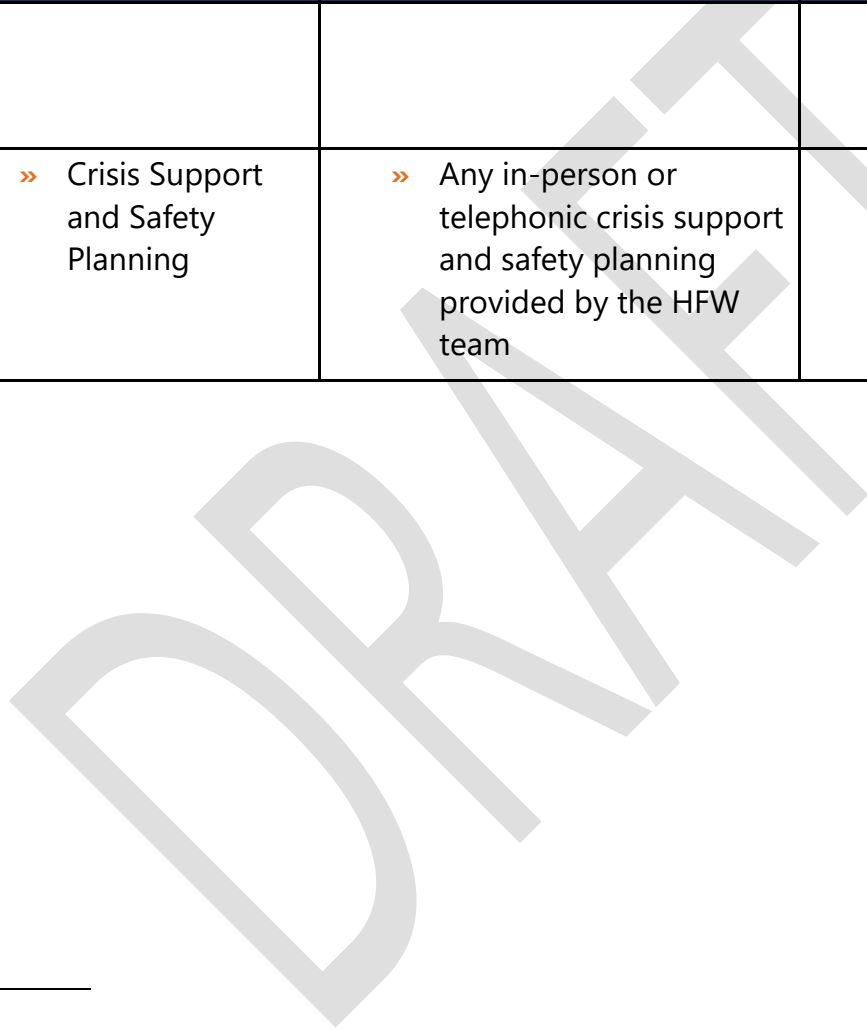 » Crisis Support
and Safety
Planning
» Any in-person or
telephonic crisis support
and safety planning
provided by the HFW
team
DRAFT